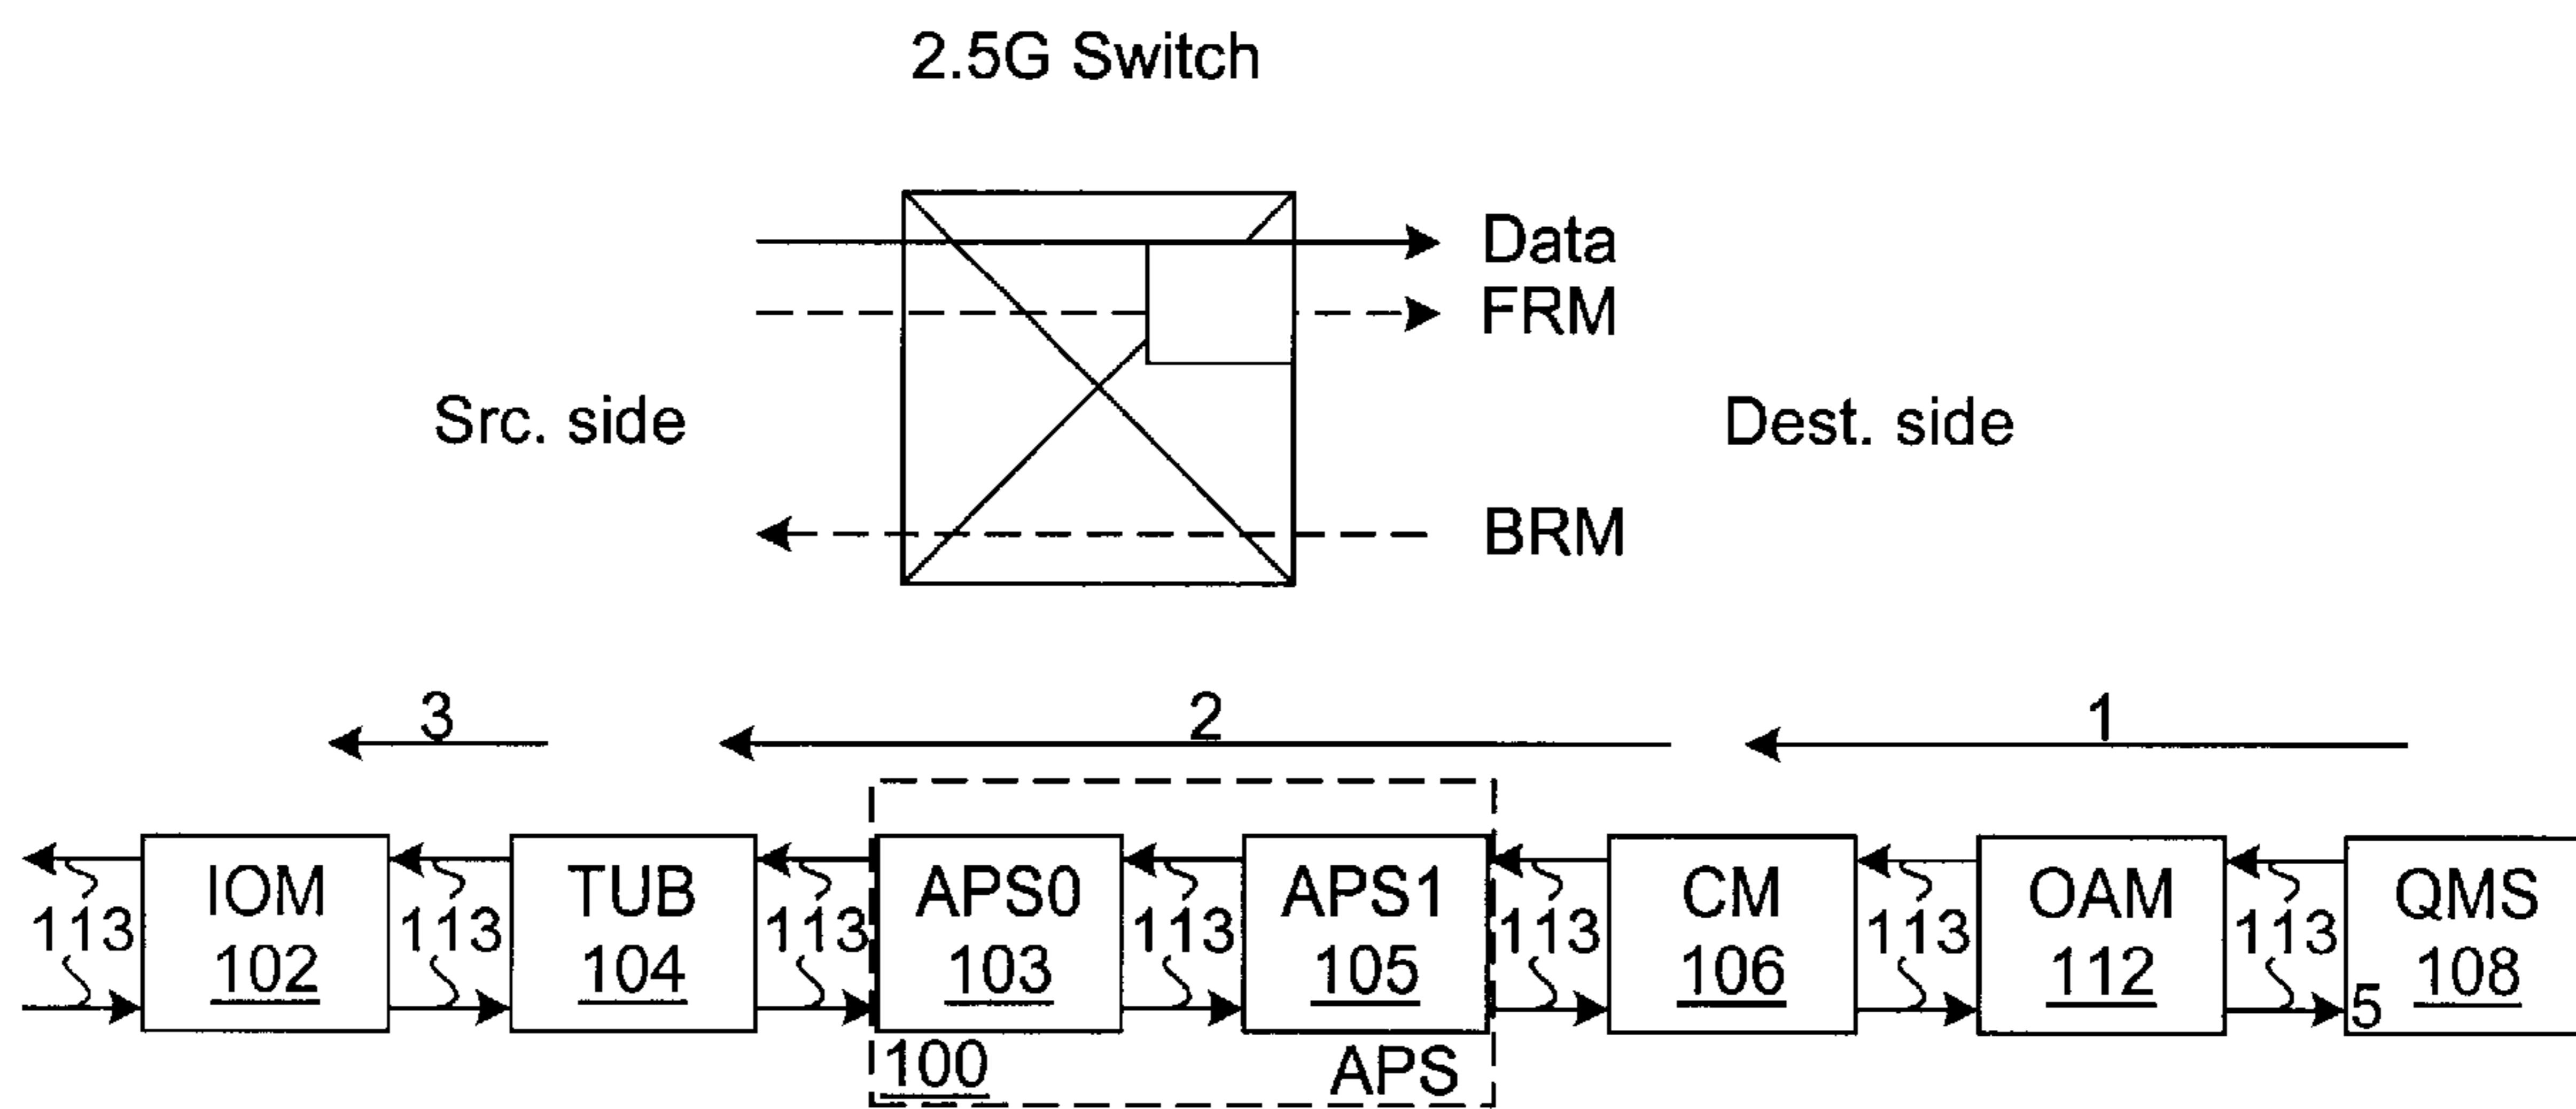 2.5G Switch
Data
FRM
Src. side
Dest. side
BRM
3
2
1
IOM
102
TUB
104
APS0
103
APS1
105
CM
106
OAM
112
QMS
108
113
113
113
113
113
113
113
5
100
APS